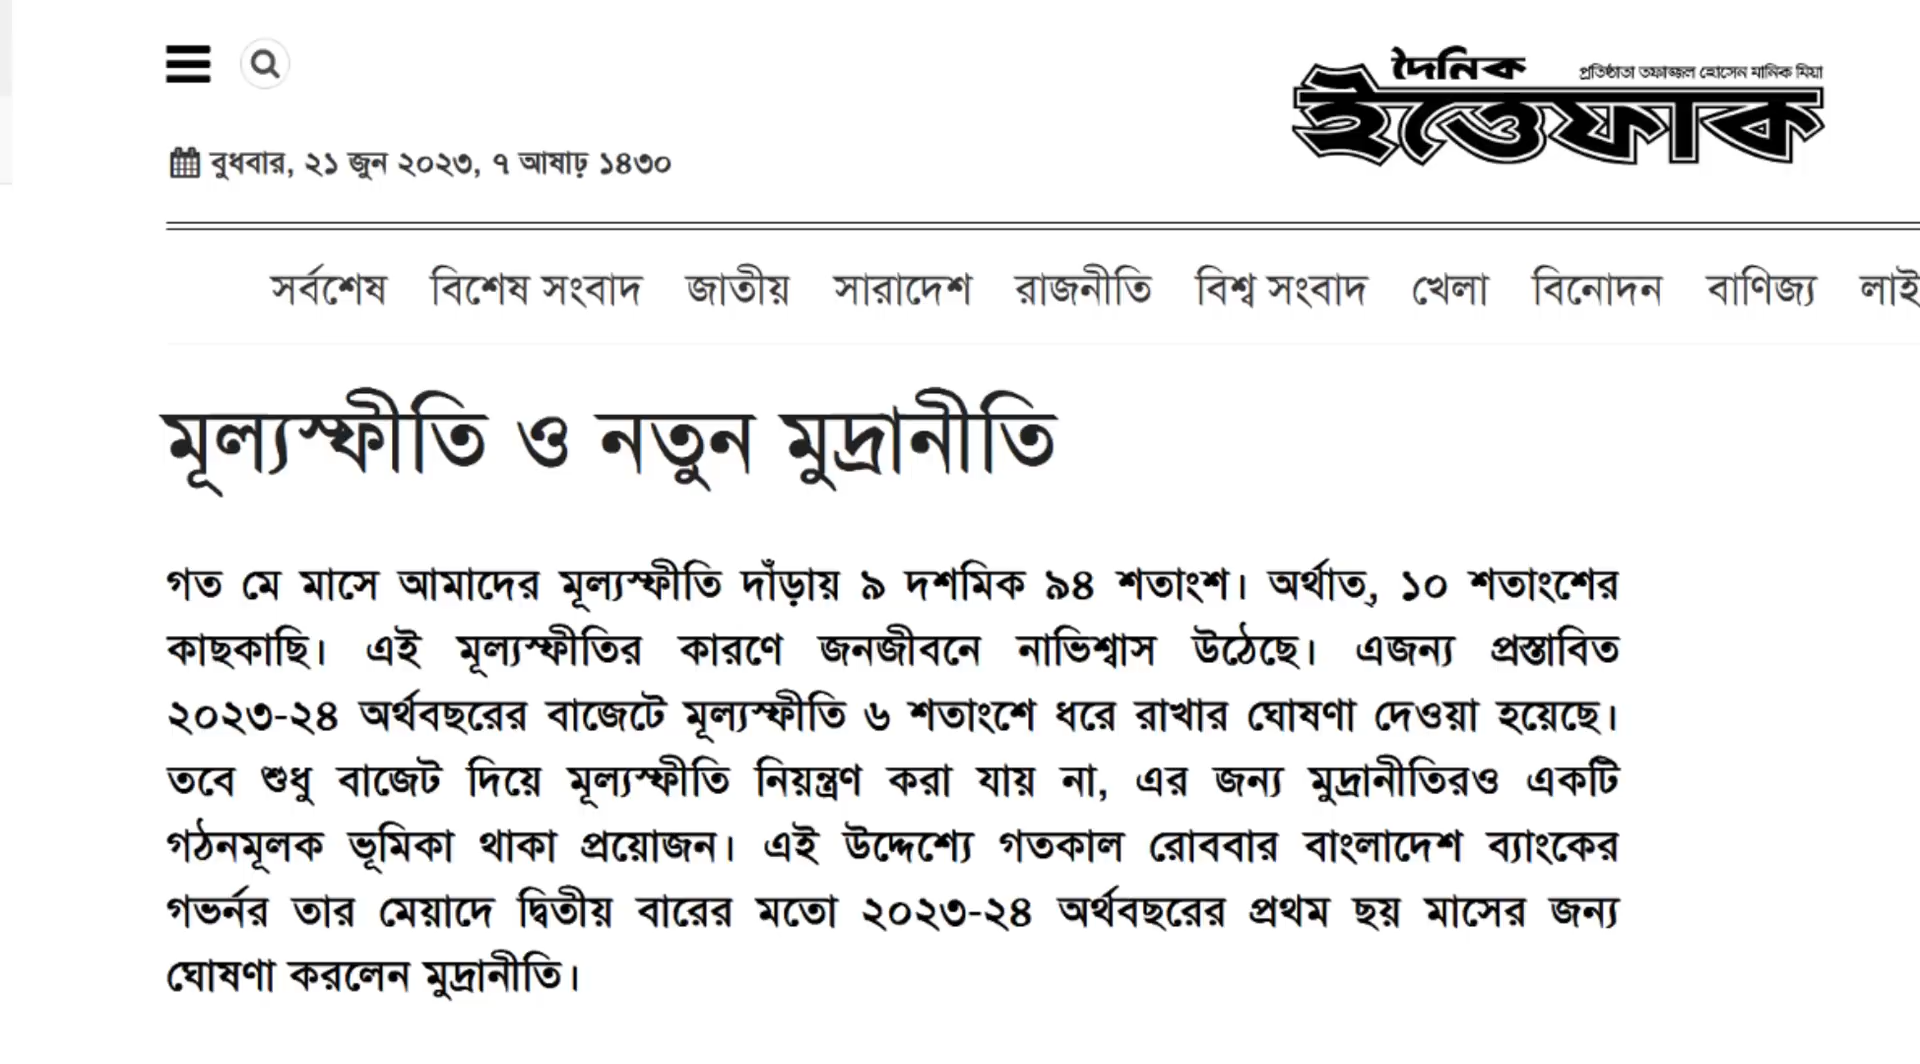 দৈনিক
প্রতিষ্ঠাতা তফাজ্জল হোসেন মানিক মিয়া
ইত্তেফাক
বুধবার, ২১ জুন ২০২৩, ৭ আষাঢ় ১৪৩০
সর্বশেষ বিশেষ সংবাদ জাতীয় সারাদেশ রাজনীতি বিশ্ব সংবাদ খেলা বিনোদন বাণিজ্য লাই
মূল্যস্ফীতি ও নতুন মুদ্রানীতি
গত মে মাসে আমাদের মূল্যস্ফীতি দাঁড়ায় ৯ দশমিক ৯৪ শতাংশ। অর্থাত্, ১০ শতাংশের
কাছকাছি। এই মূল্যস্ফীতির কারণে জনজীবনে নাভিশ্বাস উঠেছে। এজন্য প্রস্তাবিত
২০২৩-২৪ অর্থবছরের বাজেটে মূল্যস্ফীতি ৬ শতাংশে ধরে রাখার ঘোষণা দেওয়া হয়েছে।
তবে শুধু বাজেট দিয়ে মূল্যস্ফীতি নিয়ন্ত্রণ করা যায় না, এর জন্য মুদ্রানীতিরও একটি
গঠনমূলক ভূমিকা থাকা প্রয়োজন। এই উদ্দেশ্যে গতকাল রোববার বাংলাদেশ ব্যাংকের
গভর্নর তার মেয়াদে দ্বিতীয় বারের মতো ২০২৩-২৪ অর্থবছরের প্রথম ছয় মাসের জন্য
ঘোষণা করলেন মুদ্রানীতি।